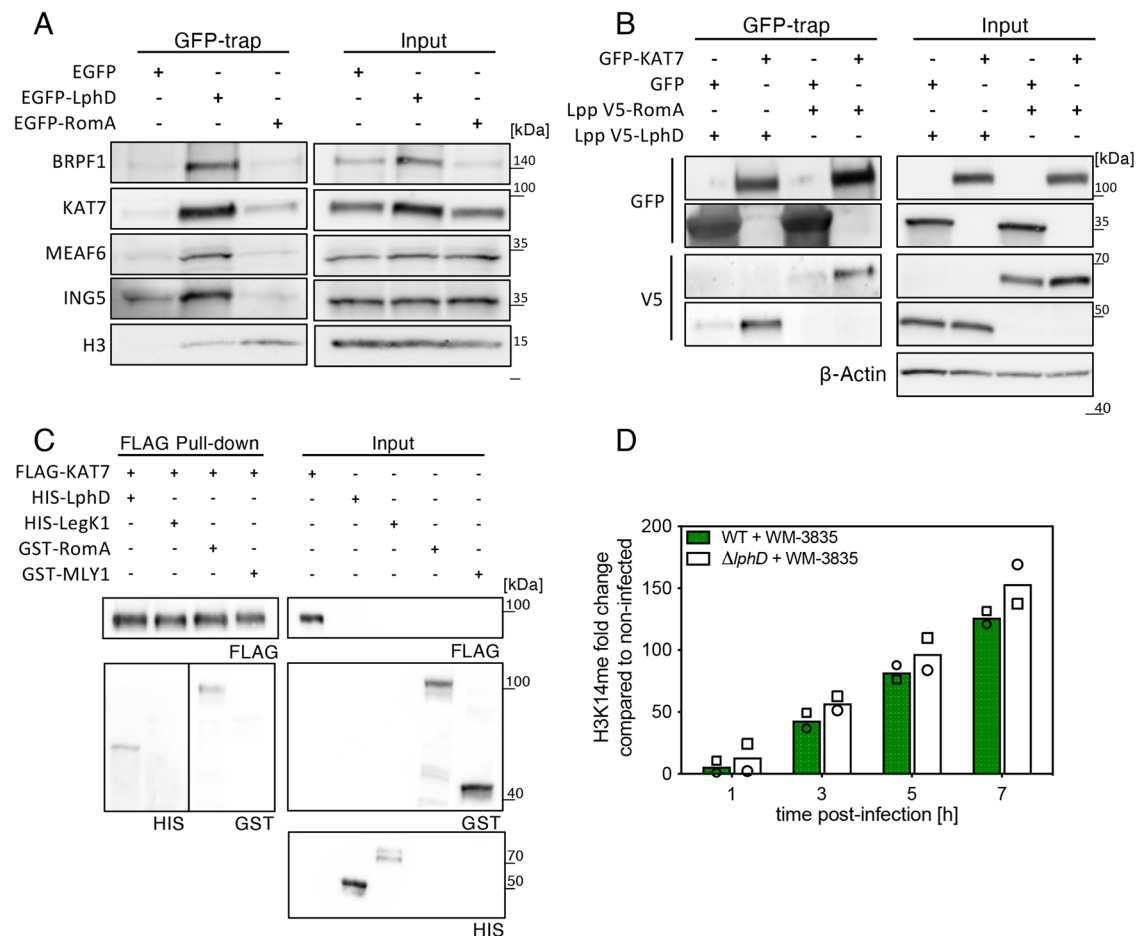 A
GFP-trap Input
EGFP + - - + - -
EGFP-LphD - + - - + -
EGFP-RomA - - + - - +
[kDa]
BRPF1 140
100
KAT7
MEAF6 35
ING5 35
H3 15
B
GFP-trap Input
GFP-KAT7 - + - + - + - +
GFP + - + - + - + -
Lpp V5-RomA - - + + - - + +
Lpp V5-LphD + + - - + + - -
[kDa]
GFP 100
35
V5 70
50
β-Actin
40
C
FLAG Pull-down Input
FLAG-KAT7 + + + + + - - - -
HIS-LphD + - - - - + - - -
HIS-LegK1 - + - - - - + - -
GST-RomA - - + - - - - + -
GST-MLY1 - - - + - - - - +
[kDa]
100
FLAG FLAG
100
40
HIS GST GST
70
50
HIS
D
H3K14me fold change
compared to non-infected
200
150
100
50
0
WT + WM-3835
ΔlphD + WM-3835
1 3 5 7
time post-infection [h]